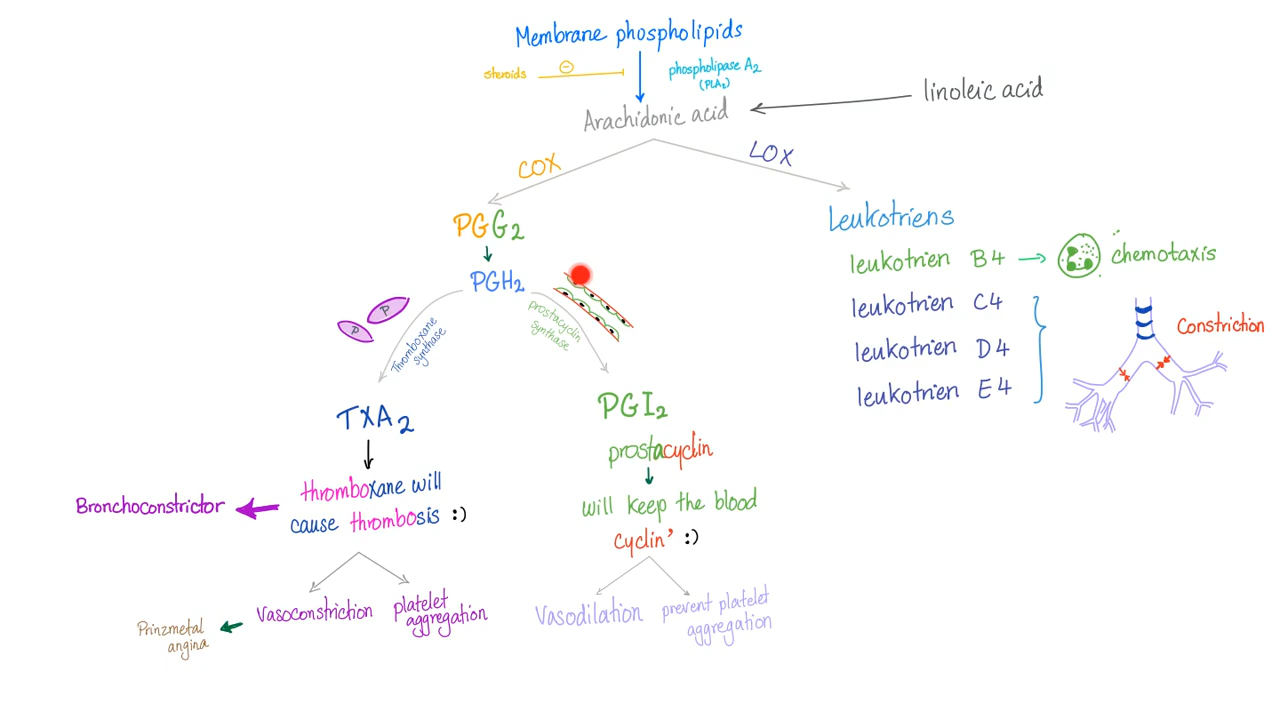 Membrane phospholipids
steroids
phospholipase A2
(PLA2)
linoleic acid
Arachidonic acid
COX
LOX
PGG2
PGH2
Thromboxane
synthase
prostacyclin
synthase
P
P
TXA2
thromboxane will
cause thrombosis :)
Bronchoconstrictor
Vasoconstriction
platelet
aggregation
Prinzmetal
angina
PGI2
prostacyclin
will keep the blood
cyclin' :)
Vasodilation
prevent platelet
aggregation
Leukotriens
leukotrien B4
chemotaxis
leukotrien C4
leukotrien D4
leukotrien E4
Constriction